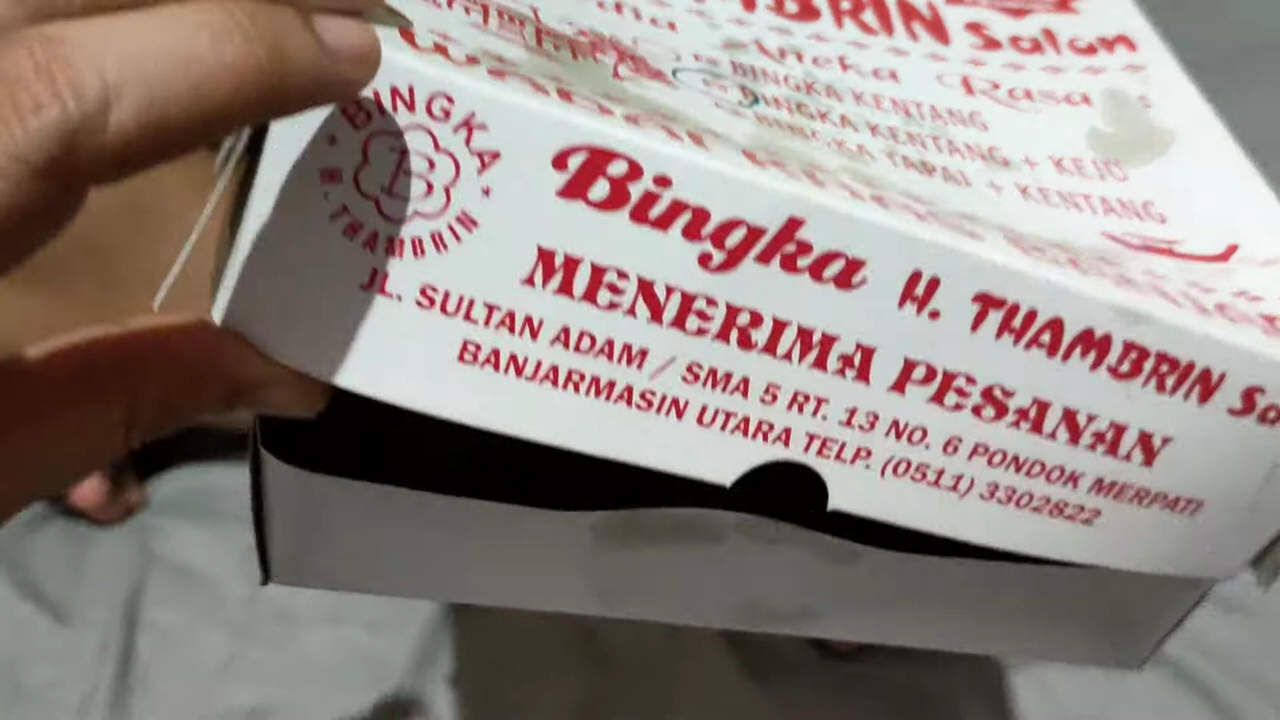 THAMBRIN Salon
Aneka Rasa
BINGKA KENTANG
BINGKA KENTANG + KEJU
BINGKA TAPAI + KENTANG
BINGKA
B
H. THAMBRIN
Bingka H. THAMBRIN Sa
MENERIMA PESANAN
JL. SULTAN ADAM / SMA 5 RT. 13 NO. 6 PONDOK MERPATI
BANJARMASIN UTARA TELP. (0511) 3302822